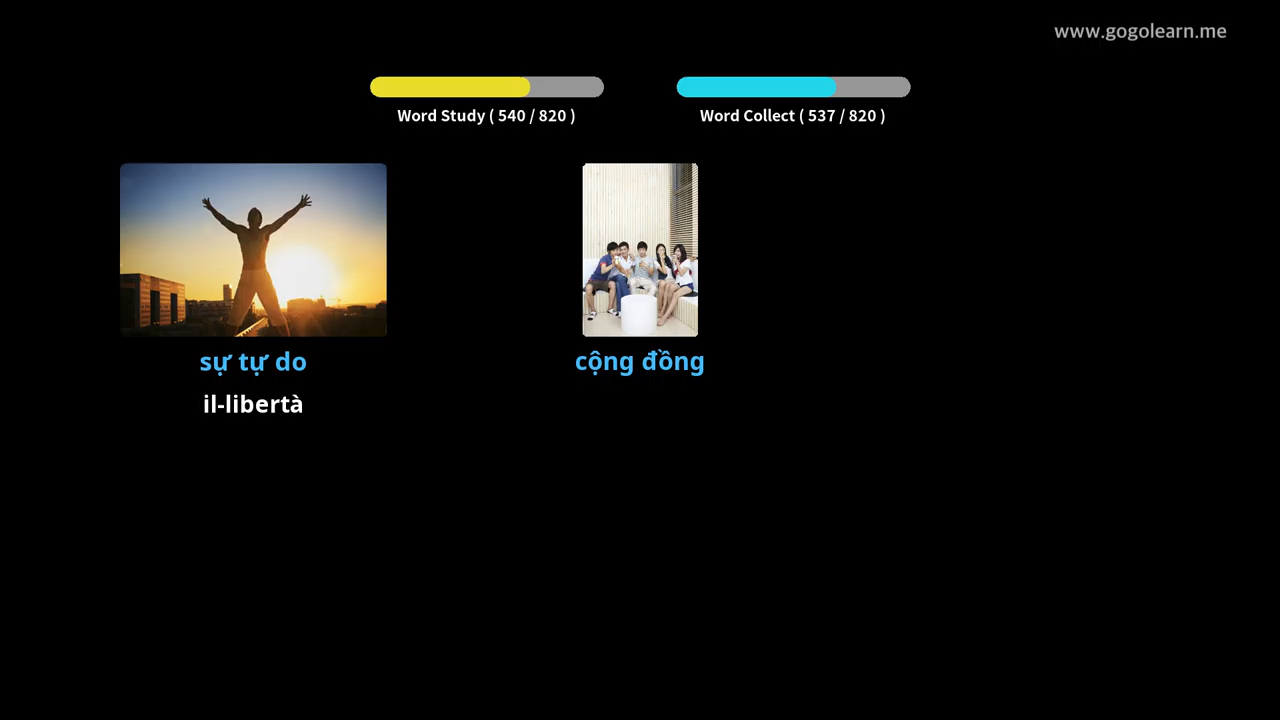 www.gogolearn.me
Word Study ( 540 / 820 )
Word Collect ( 537 / 820 )
sự tự do
il-libertà
cộng đồng